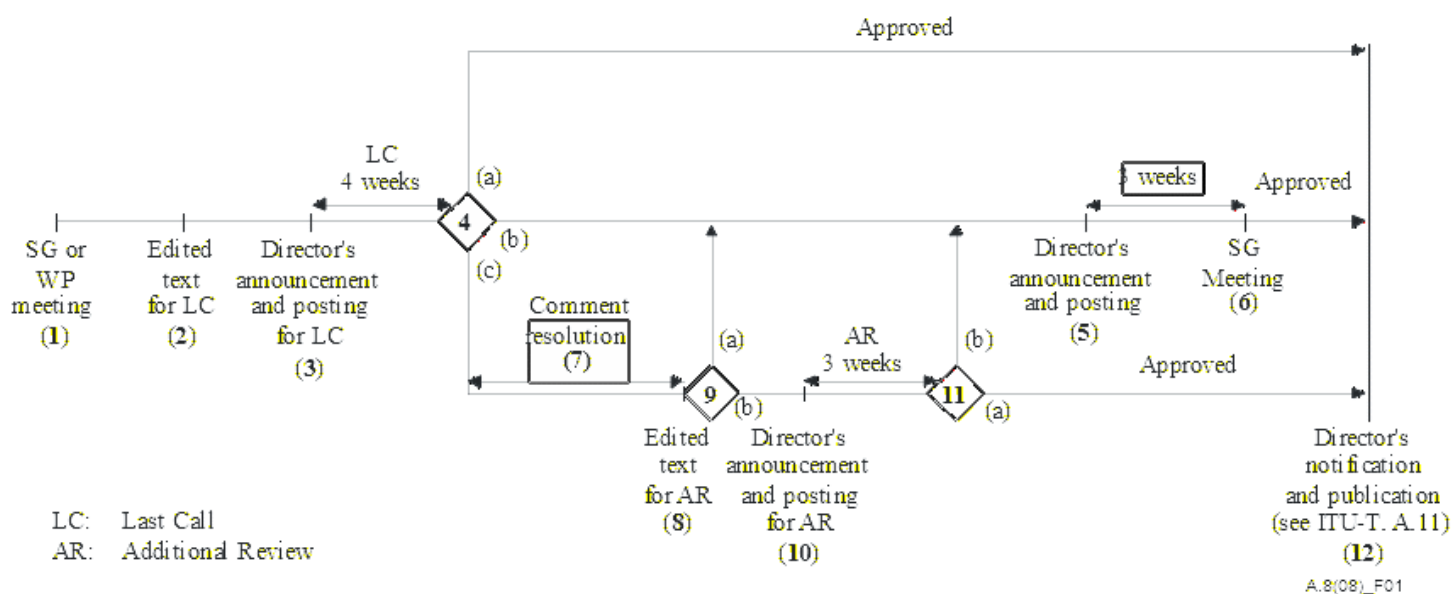 Approved
LC
4 weeks
(a)
3 weeks
Approved
4
(b)
(c)
SG or
WP
meeting
(1)
Edited
text
for LC
(2)
Director's
announcement
and posting
for LC
(3)
Director's
announcement
and posting
(5)
SG
Meeting
(6)
Comment
resolution
(7)
(a)
AR
3 weeks
(b)
Approved
9
(b)
11
(a)
Edited
text
for AR
(8)
Director's
announcement
and posting
for AR
(10)
Director's
notification
and publication
(see ITU-T. A.11)
(12)
LC: Last Call
AR: Additional Review
A.8(08)_F01